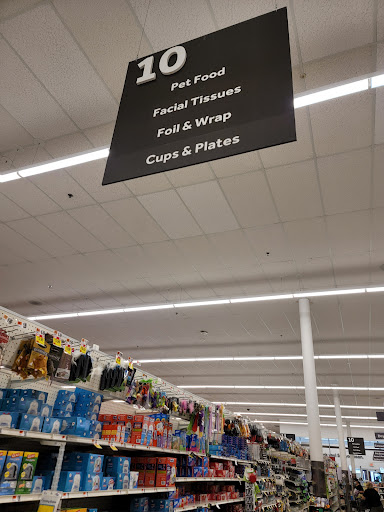 10
Pet Food
Facial Tissues
Foil & Wrap
Cups & Plates